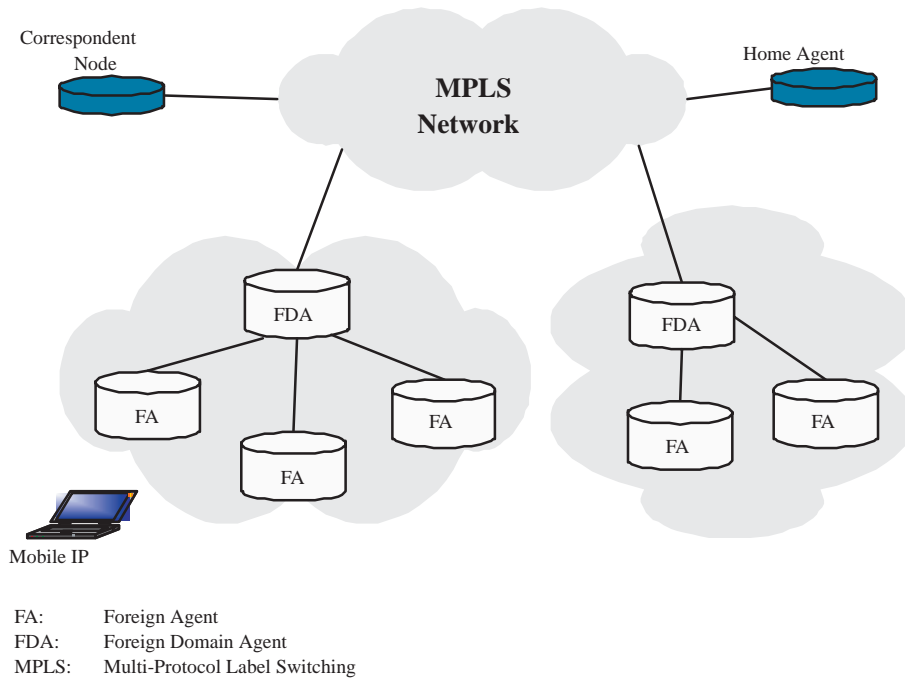 Correspondent
Node
Home Agent
MPLS
Network
FDA
FA
FA
FA
FDA
FA
FA
Mobile IP
FA: Foreign Agent
FDA: Foreign Domain Agent
MPLS: Multi-Protocol Label Switching